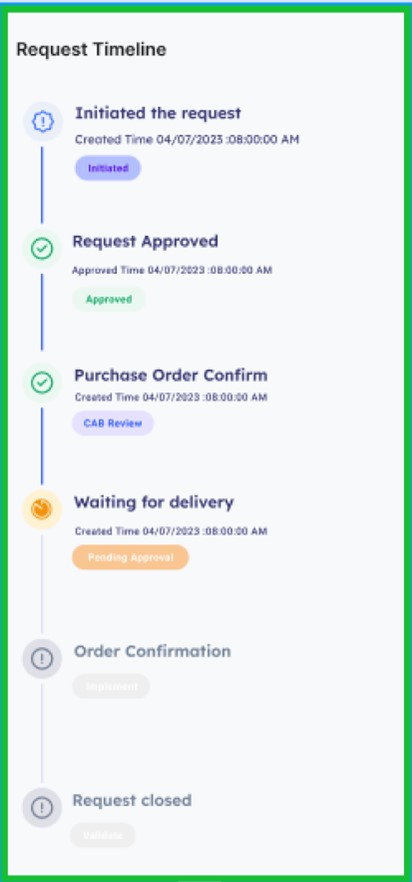 Request Timeline
Initiated the request
Created Time 04/07/2023 :08:00:00 AM
Initiated
Request Approved
Approved Time 04/07/2023 :08:00:00 AM
Approved
Purchase Order Confirm
Created Time 04/07/2023 :08:00:00 AM
CAB Review
Waiting for delivery
Created Time 04/07/2023 :08:00:00 AM
Pending Approval
Order Confirmation
Implement
Request closed
Validate